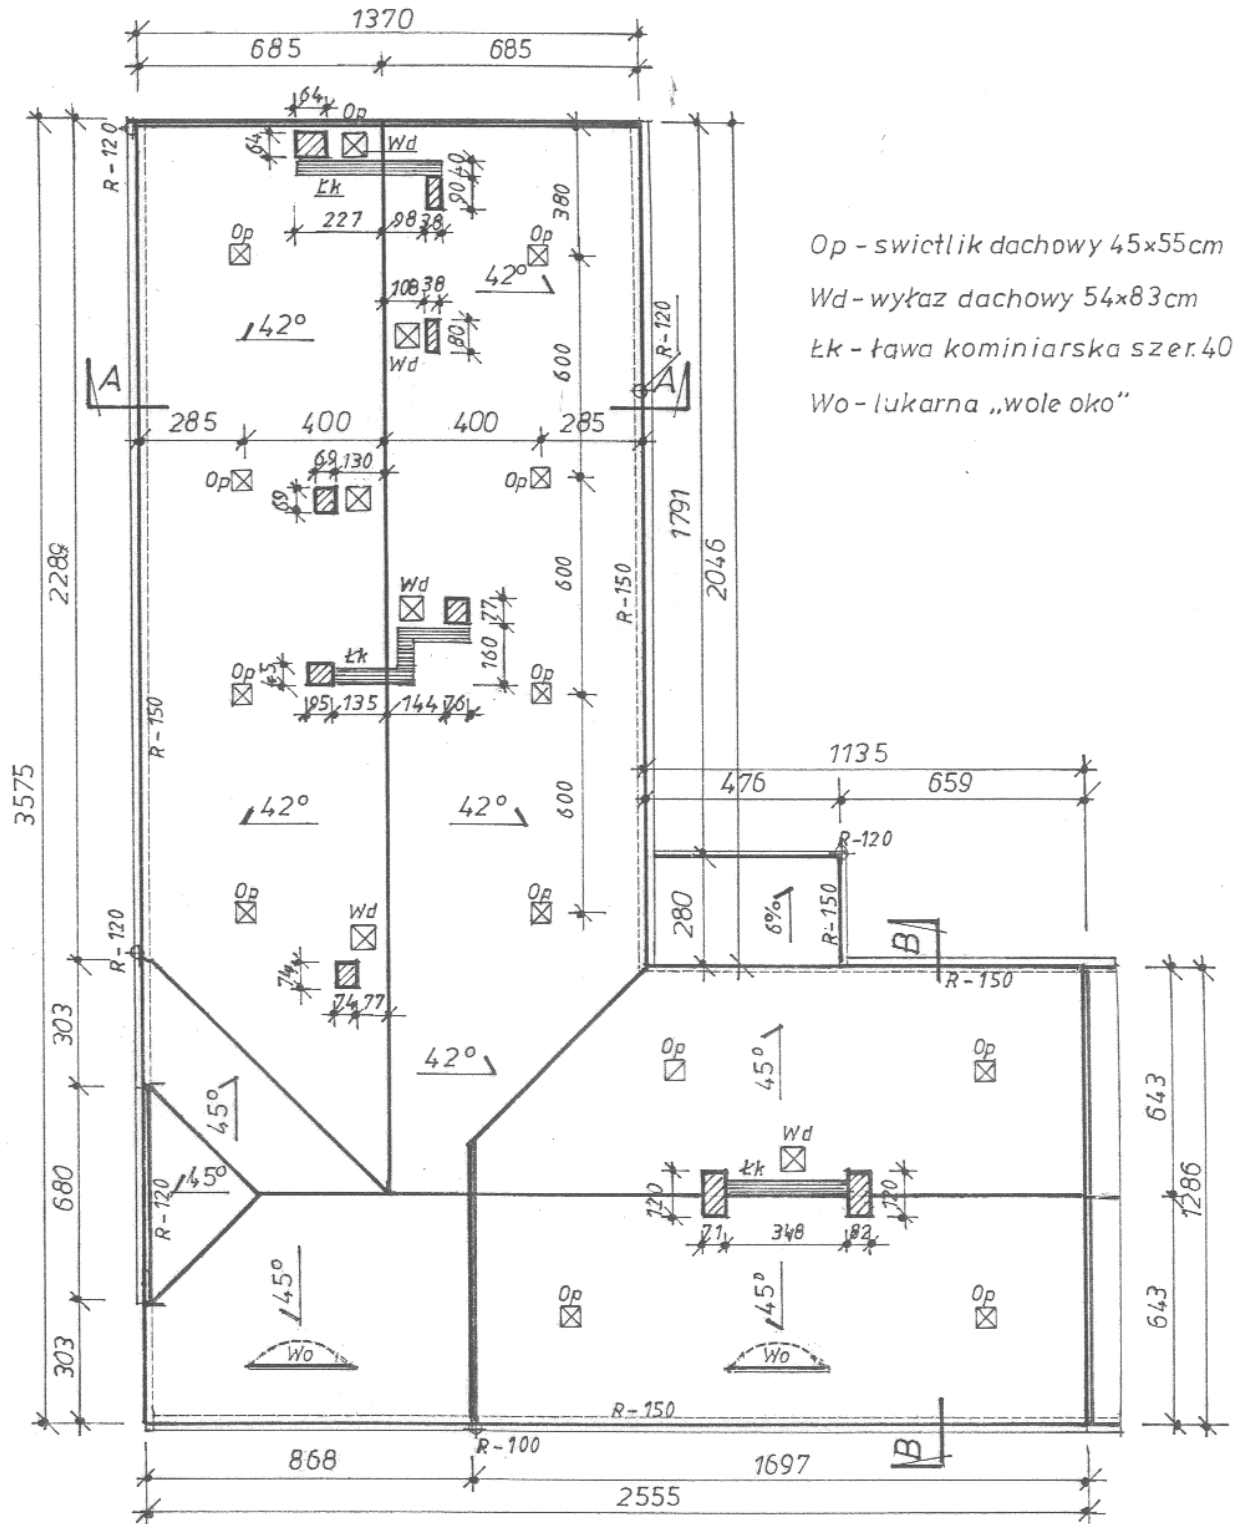 1370
685 685
64
Op
Wd
64
R-120
Łk
40
90
227 98 38
380
Op Op
42°
108 38
42°
80
Wd
R-120
600
A A
285 400 400 285
69 130
Op Op
69
1791
2046
2289
3575
600
R-150
Wd
77
Łk
160
Op Op
45
95 135 144 76
R-150
1135
476 659
600
42° 42°
R-120
280
6%
R-150
B
Op Op
Wd
R-120
74
74 77
R-150
303
42°
Op Op
45°
45°
643
1286
Wd
Łk
45°
R-120
680
120 120
71 348 82
45°
45°
Op Op
643
303
Wo Wo
R-150
R-100
B
868 1697
2555
Op - swietlik dachowy 45x55cm
Wd - wyłaz dachowy 54x83cm
Łk - ława kominiarska szer. 40
Wo - lukarna „wole oko”